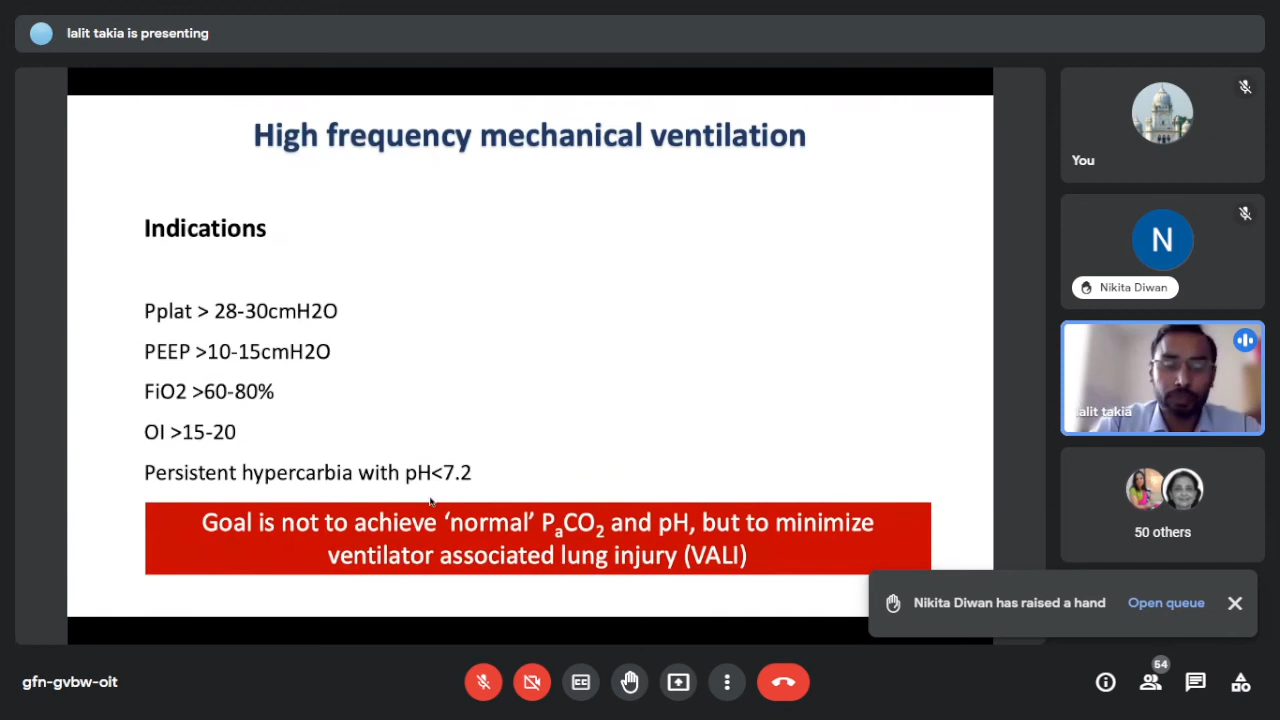 lalit takia is presenting
High frequency mechanical ventilation
Indications
Pplat > 28-30cmH2O
PEEP >10-15cmH2O
FiO2 >60-80%
OI >15-20
Persistent hypercarbia with pH<7.2
Goal is not to achieve ‘normal’ PaCO2 and pH, but to minimize
ventilator associated lung injury (VALI)
You
N
Nikita Diwan
lalit takia
50 others
Nikita Diwan has raised a hand
Open queue
gfn-gvbw-oit
CC
54